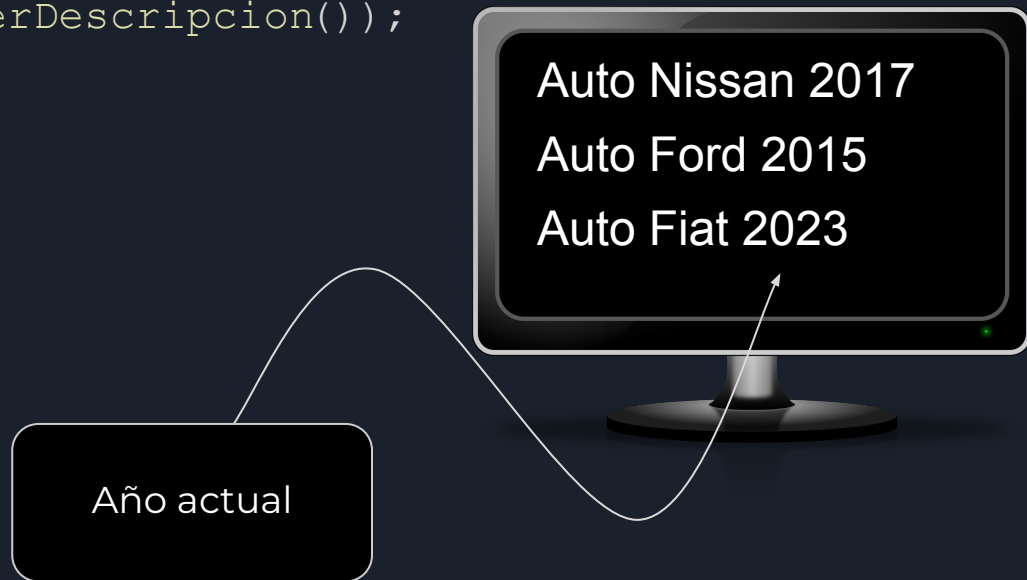 erDescripcion());
Auto Nissan 2017
Auto Ford 2015
Auto Fiat 2023
Año actual